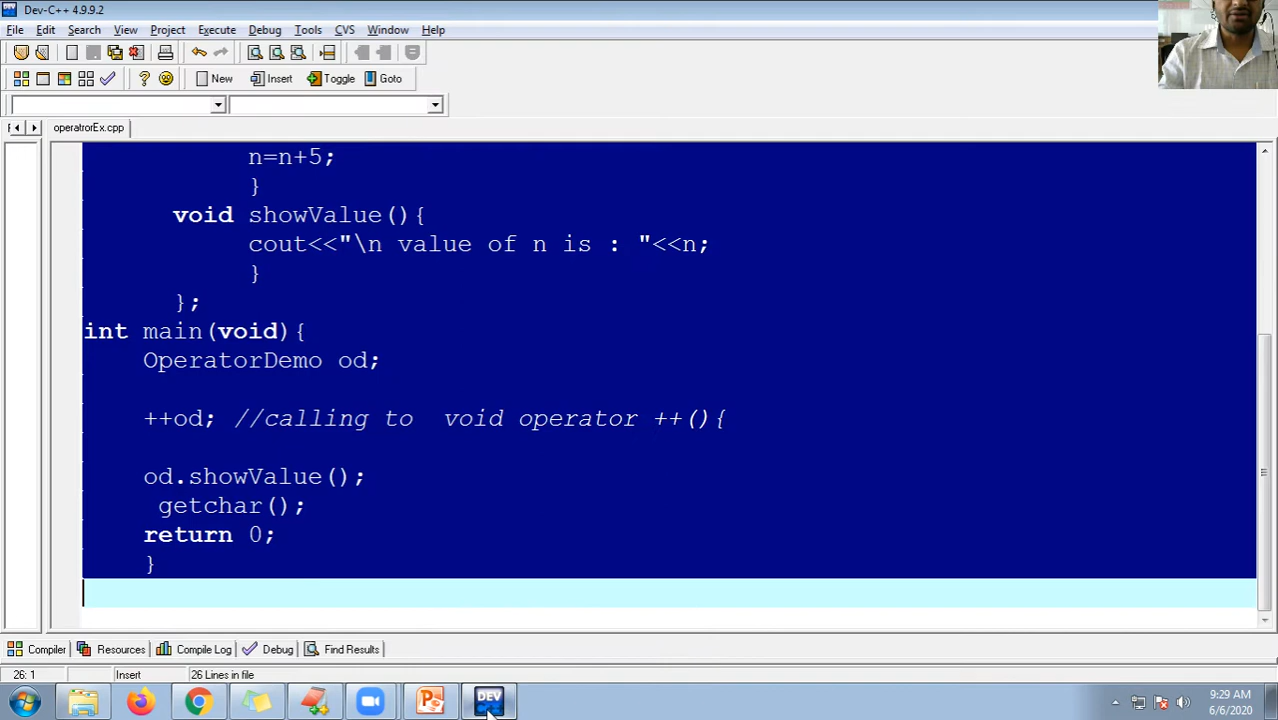 Dev-C++ 4.9.9.2
File Edit Search View Project Execute Debug Tools CVS Window Help
New Insert Toggle Goto
operatrorEx.cpp
n=n+5;
}
void showValue(){
cout<<"\n value of n is : "<<n;
}
};
int main(void){
OperatorDemo od;
++od; //calling to void operator ++(){
od.showValue();
getchar();
return 0;
}
Compiler Resources Compile Log Debug Find Results
26: 1 Insert 26 Lines in file
DEV
9:29 AM
6/6/2020